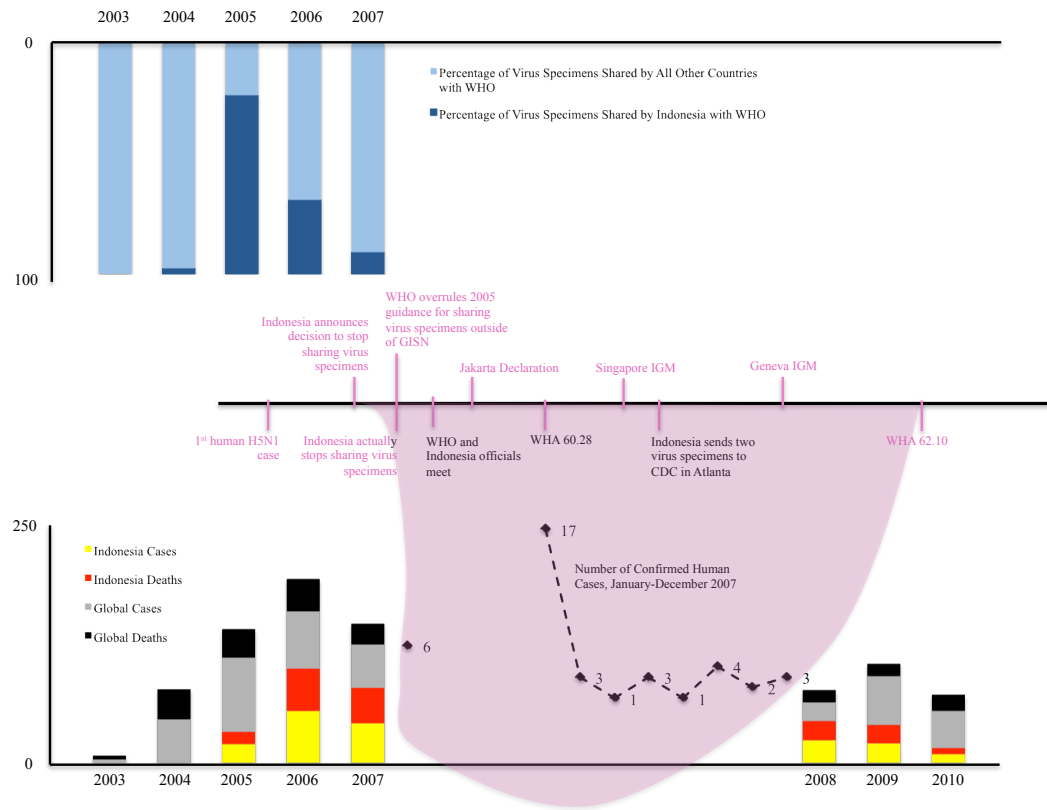 2003 2004 2005 2006 2007
0
Percentage of Virus Specimens Shared by All Other Countries
with WHO
Percentage of Virus Specimens Shared by Indonesia with WHO
100
WHO overrules 2005
guidance for sharing
virus specimens outside
of GISN
Indonesia announces
decision to stop
sharing virus
specimens
Jakarta Declaration
Singapore IGM
Geneva IGM
1st human H5N1
case
Indonesia actually
stops sharing virus
specimens
WHO and
Indonesia officials
meet
WHA 60.28
Indonesia sends two
virus specimens to
CDC in Atlanta
WHA 62.10
250
Indonesia Cases
Indonesia Deaths
Global Cases
Global Deaths
17
Number of Confirmed Human
Cases, January-December 2007
6
3
1
3
1
4
2
3
0
2003 2004 2005 2006 2007 2008 2009 2010